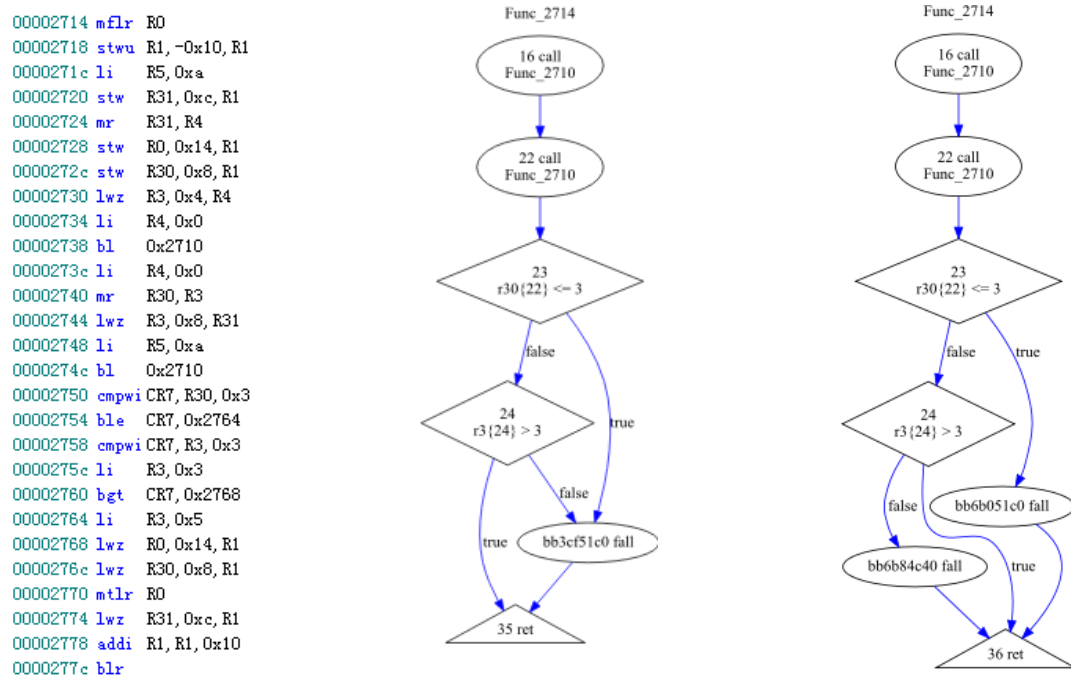 00002714 mflr R0
00002718 stwu R1,-0x10,R1
0000271c li R5,0xa
00002720 stw R31,0xc,R1
00002724 mr R31,R4
00002728 stw R0,0x14,R1
0000272c stw R30,0x8,R1
00002730 lwz R3,0x4,R4
00002734 li R4,0x0
00002738 bl 0x2710
0000273c li R4,0x0
00002740 mr R30,R3
00002744 lwz R3,0x8,R31
00002748 li R5,0xa
0000274c bl 0x2710
00002750 cmpwi CR7,R30,0x3
00002754 ble CR7,0x2764
00002758 cmpwi CR7,R3,0x3
0000275c li R3,0x3
00002760 bgt CR7,0x2768
00002764 li R3,0x5
00002768 lwz R0,0x14,R1
0000276c lwz R30,0x8,R1
00002770 mtlr R0
00002774 lwz R31,0xc,R1
00002778 addi R1,R1,0x10
0000277c blr
Func_2714
16 call
Func_2710
22 call
Func_2710
23
r30{22} <= 3
false
true
24
r3{24} > 3
false
true
bb3cf51c0 fall
35 ret
Func_2714
16 call
Func_2710
22 call
Func_2710
23
r30{22} <= 3
false
true
24
r3{24} > 3
false
bb6b051c0 fall
bb6b84c40 fall
true
36 ret